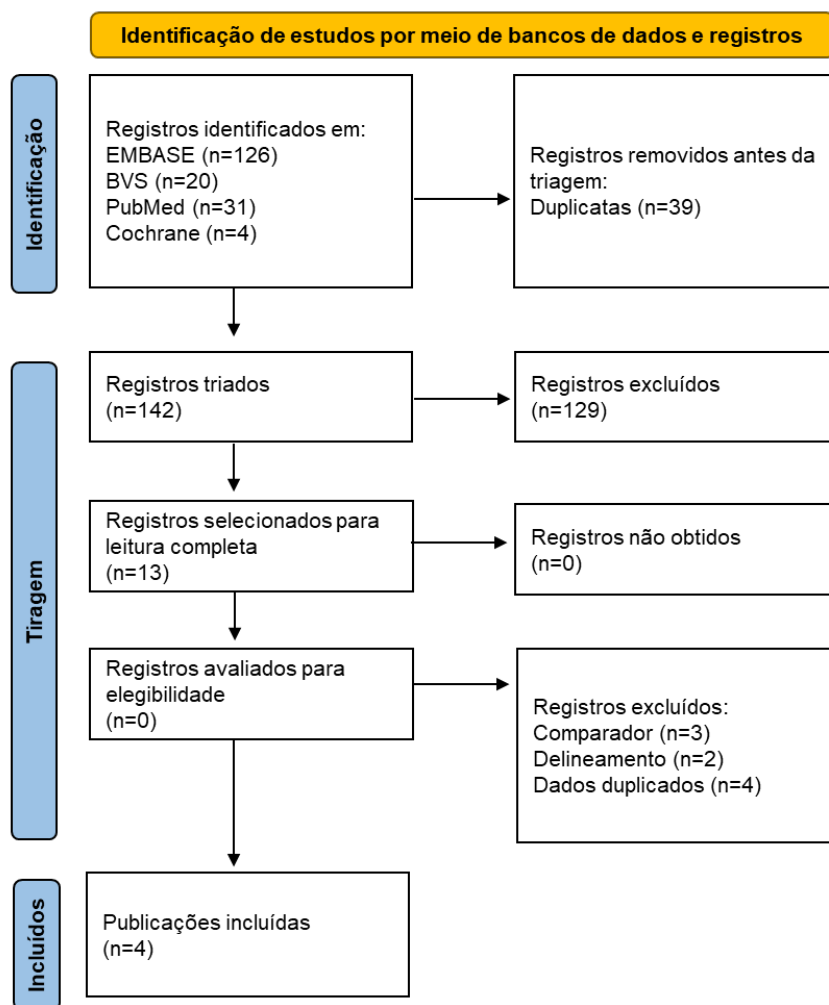 Identificação de estudos por meio de bancos de dados e registros
Identificação
Registros identificados em:
EMBASE (n=126)
BVS (n=20)
PubMed (n=31)
Cochrane (n=4)
Registros removidos antes da
triagem:
Duplicatas (n=39)
Tiragem
Registros triados
(n=142)
Registros excluídos
(n=129)
Registros selecionados para
leitura completa
(n=13)
Registros não obtidos
(n=0)
Registros avaliados para
elegibilidade
(n=0)
Registros excluídos:
Comparador (n=3)
Delineamento (n=2)
Dados duplicados (n=4)
Incluídos
Publicações incluídas
(n=4)